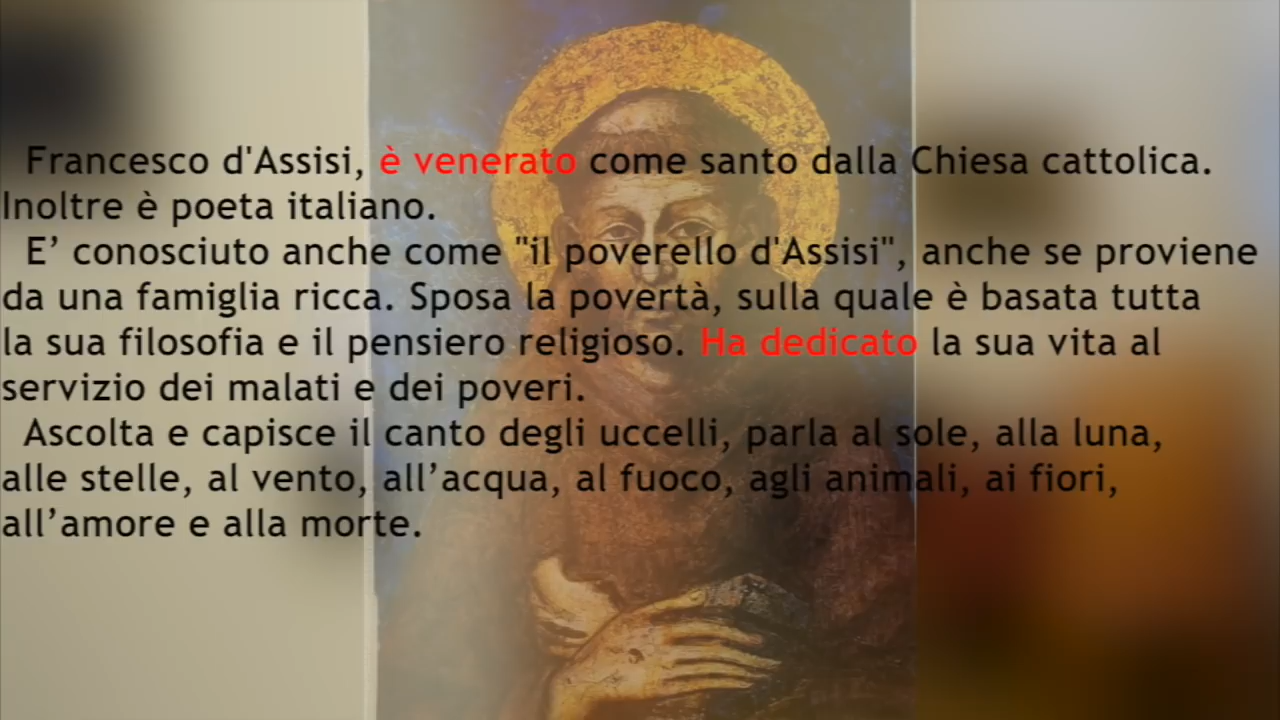 Francesco d'Assisi, è venerato come santo dalla Chiesa cattolica.
Inoltre è poeta italiano.
E’ conosciuto anche come "il poverello d'Assisi", anche se proviene
da una famiglia ricca. Sposa la povertà, sulla quale è basata tutta
la sua filosofia e il pensiero religioso. Ha dedicato la sua vita al
servizio dei malati e dei poveri.
Ascolta e capisce il canto degli uccelli, parla al sole, alla luna,
alle stelle, al vento, all’acqua, al fuoco, agli animali, ai fiori,
all’amore e alla morte.